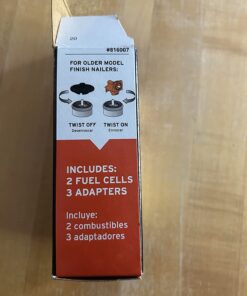 #816007
FOR OLDER MODEL
FINISH NAILERS:
TWIST OFF TWIST ON
Desenroscar Enroscar
INCLUDES:
2 FUEL CELLS
3 ADAPTERS
Incluye:
2 combustibles
3 adaptadores